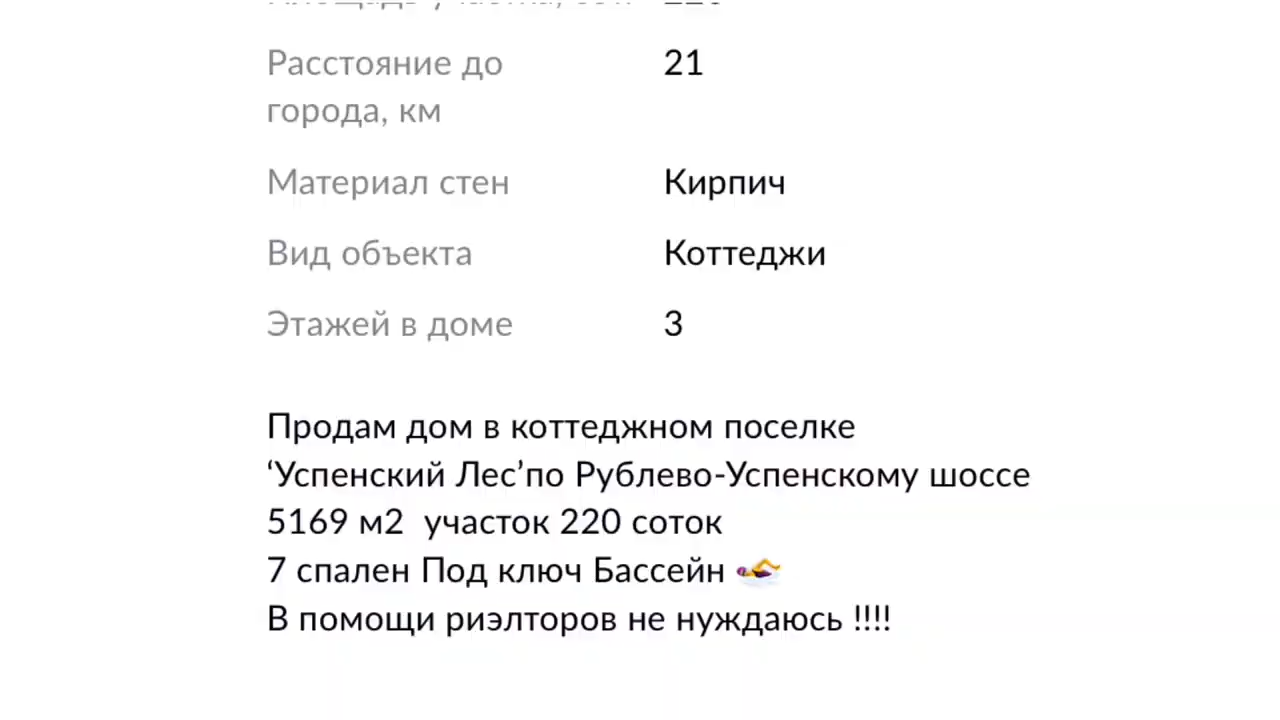 Расстояние до 21
города, км
Материал стен Кирпич
Вид объекта Коттеджи
Этажей в доме 3
Продам дом в коттеджном поселке
‘Успенский Лес’по Рублево-Успенскому шоссе
5169 м2 участок 220 соток
7 спален Под ключ Бассейн 🏊
В помощи риэлторов не нуждаюсь !!!!